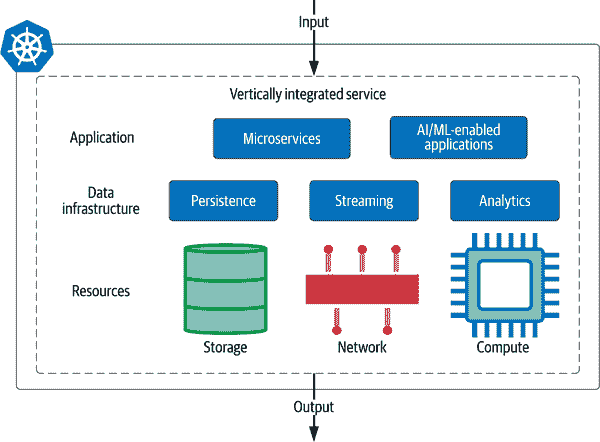 Input
Vertically integrated service
Application
Microservices
AI/ML-enabled
applications
Data
infrastructure
Persistence
Streaming
Analytics
Resources
Storage
Network
Compute
Output